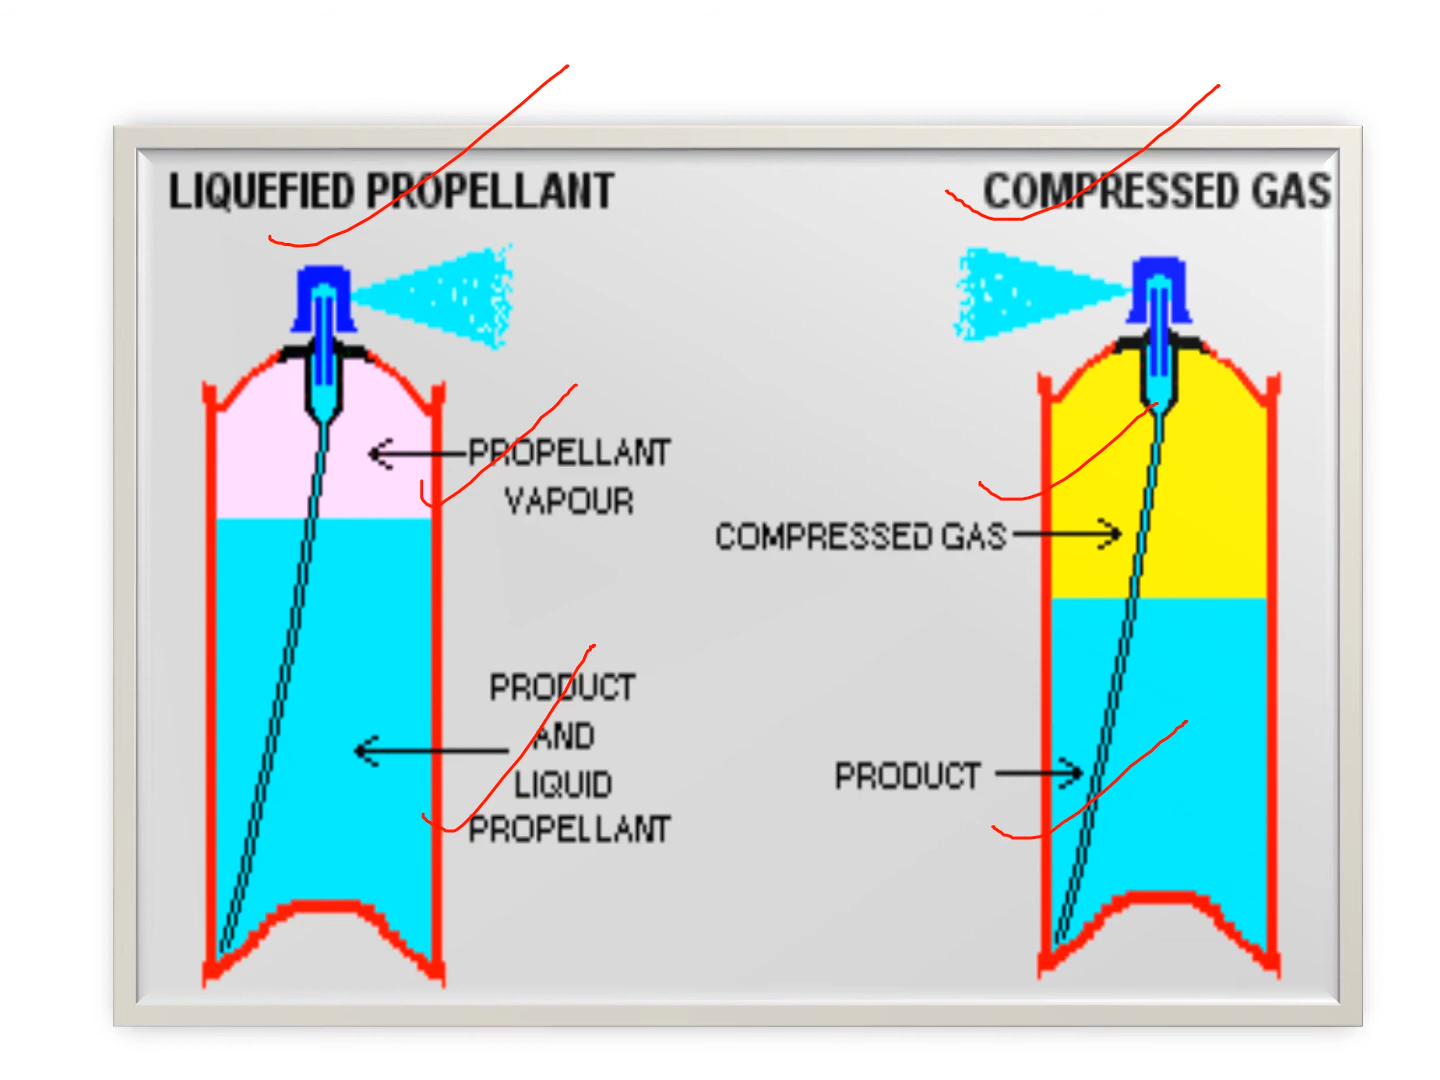 LIQUEFIED PROPELLANT
COMPRESSED GAS
PROPELLANT
VAPOUR
COMPRESSED GAS
PRODUCT
AND
LIQUID
PROPELLANT
PRODUCT